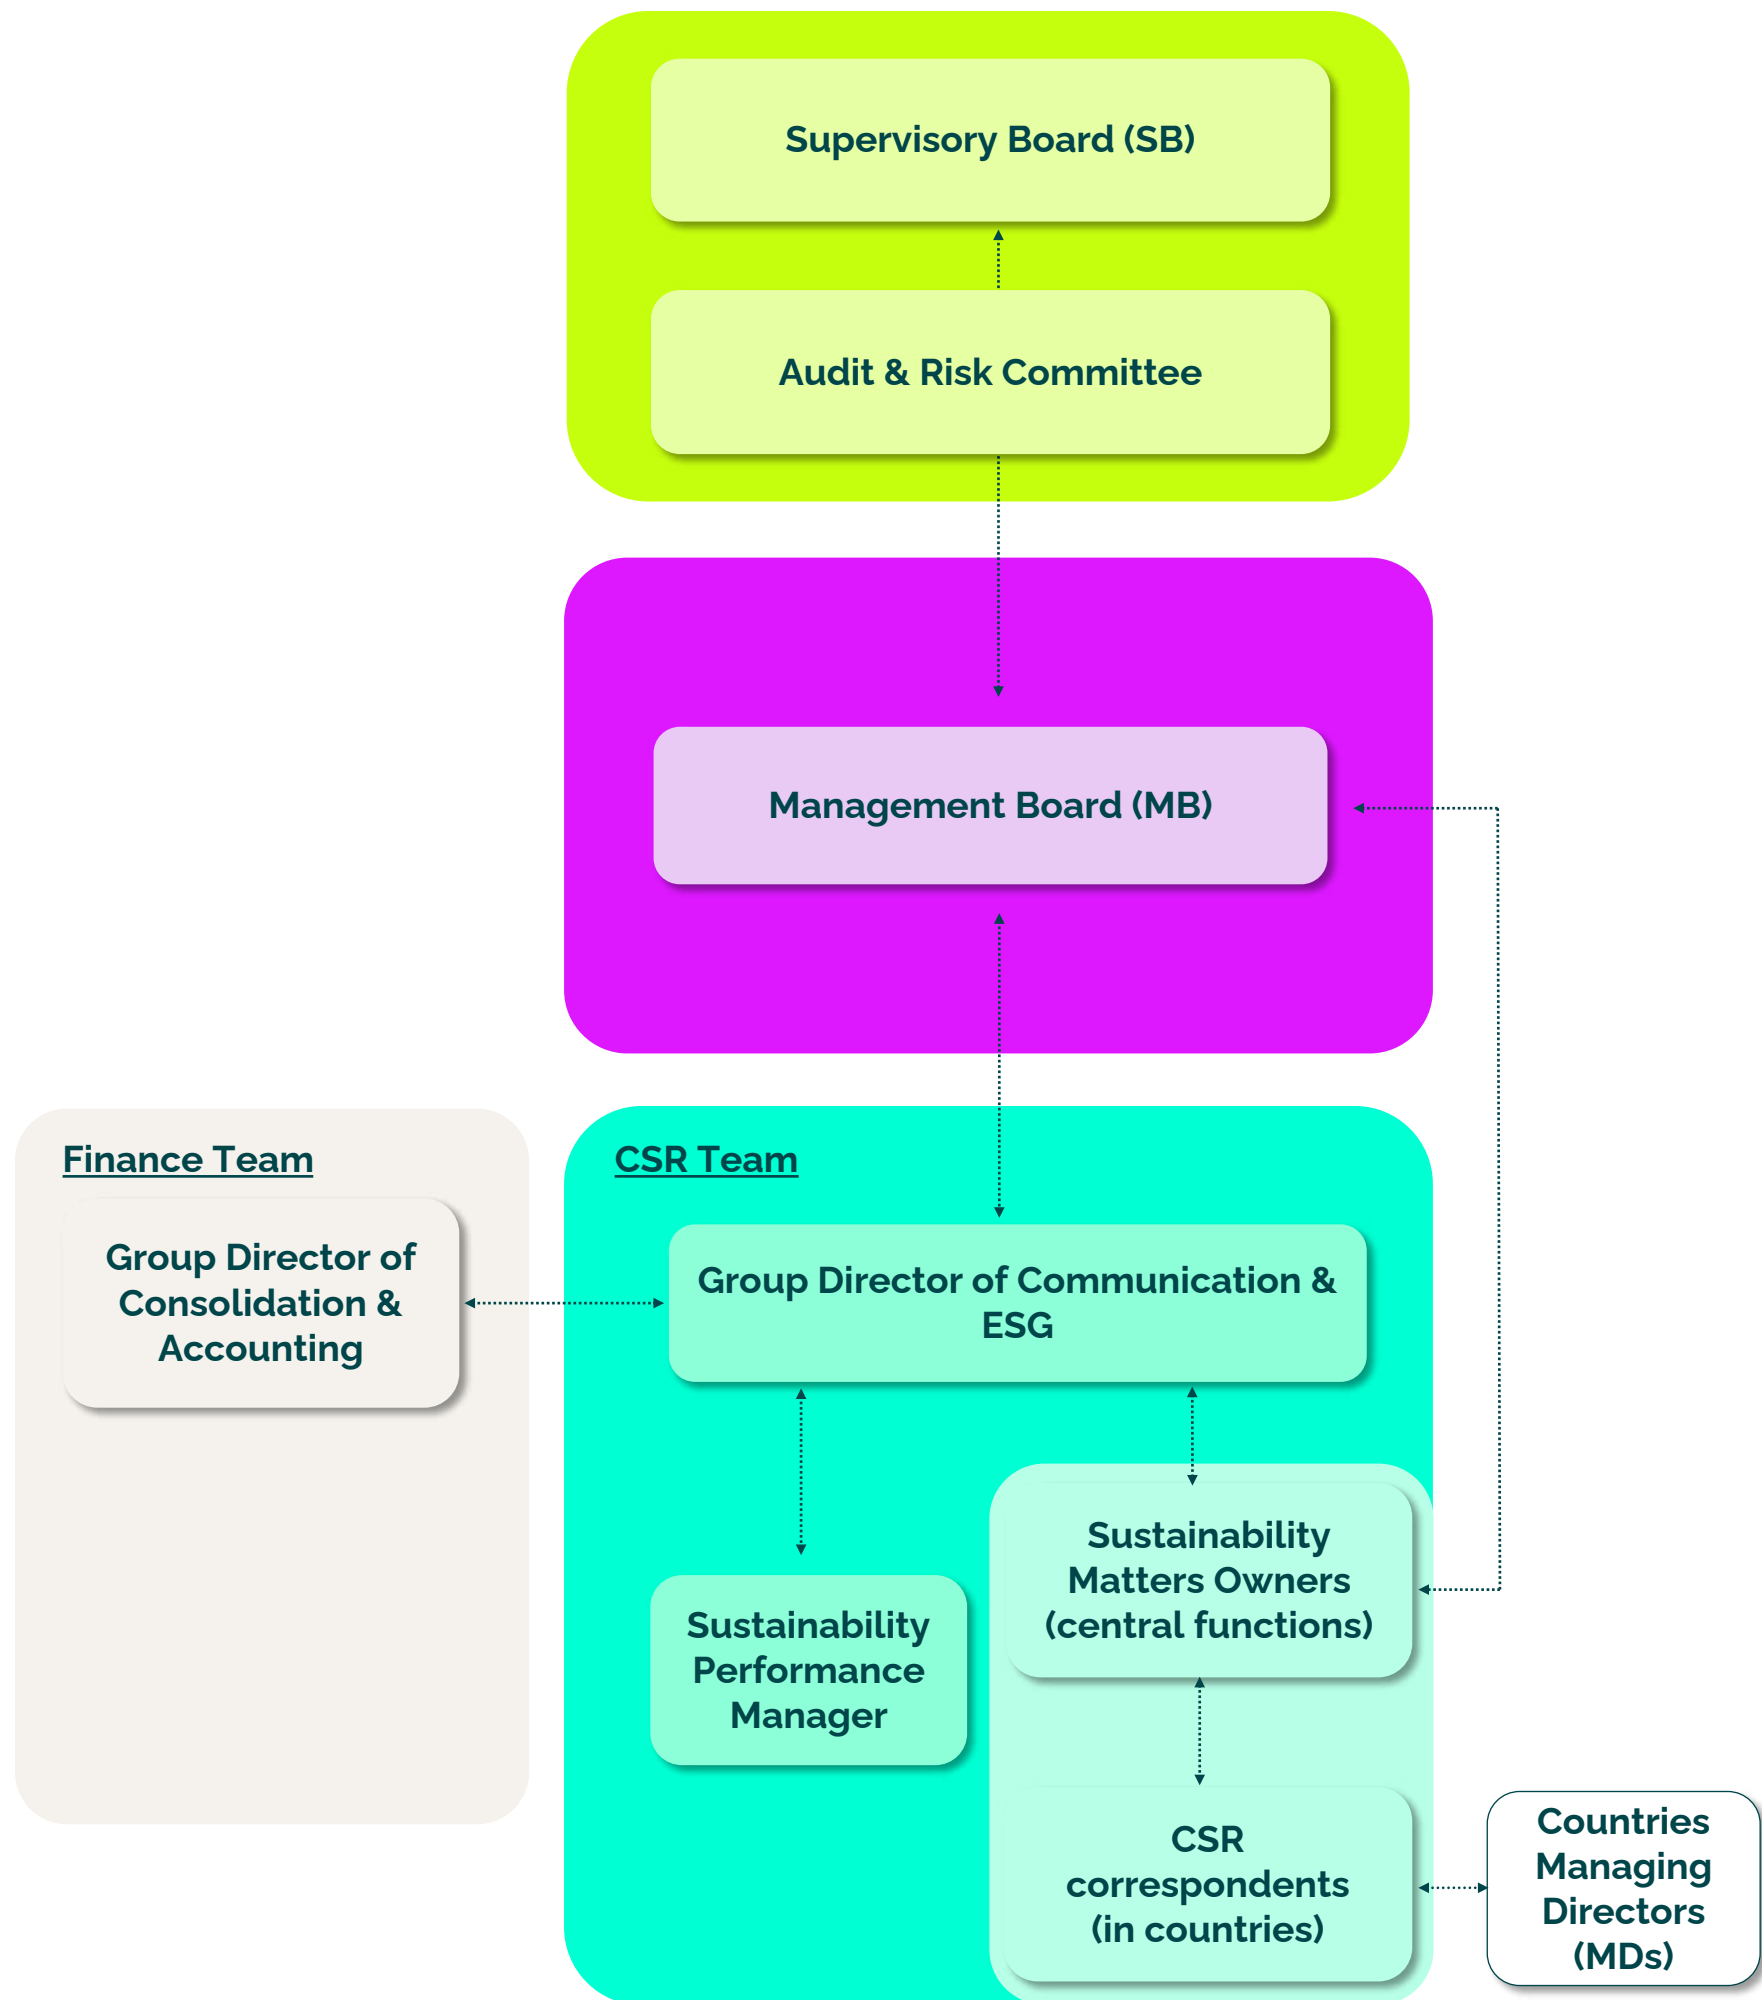 Supervisory Board (SB)
Audit & Risk Committee
Management Board (MB)
Finance Team
Group Director of
Consolidation &
Accounting
CSR Team
Group Director of Communication &
ESG
Sustainability
Performance
Manager
Sustainability
Matters Owners
(central functions)
CSR
correspondents
(in countries)
Countries
Managing
Directors
(MDs)